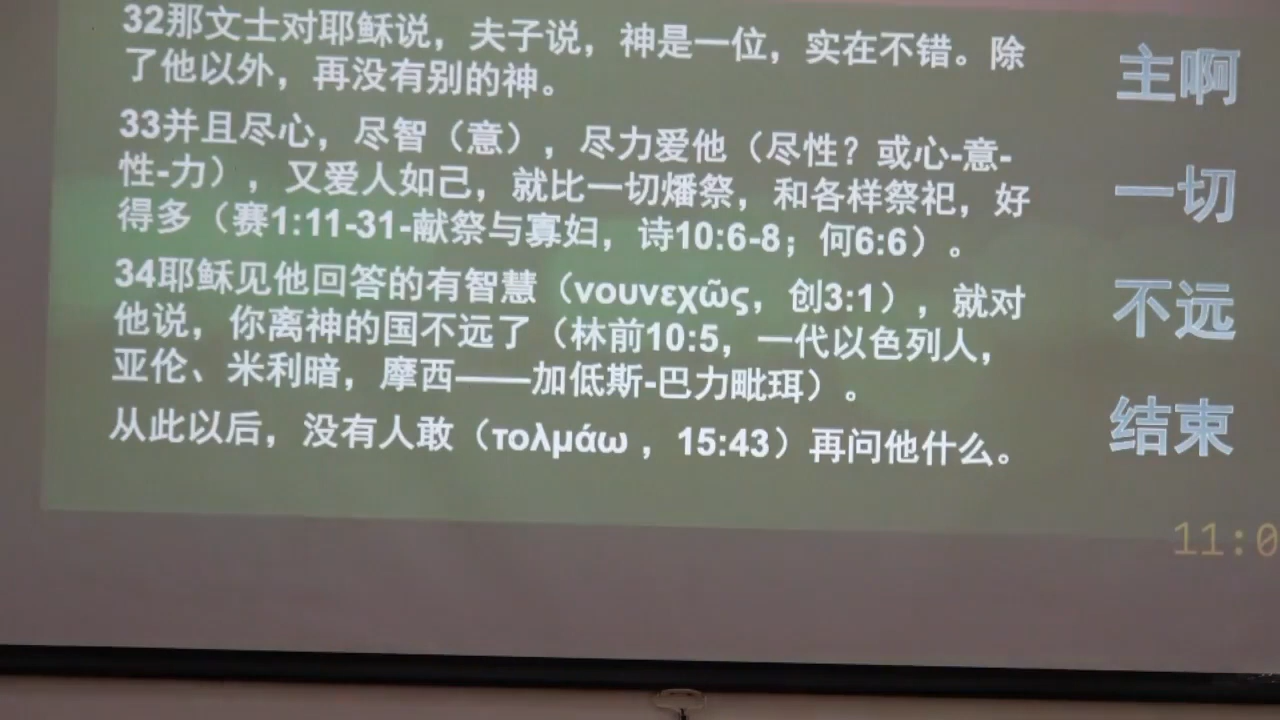 32那文士对耶稣说，夫子说，神是一位，实在不错。除
了他以外，再没有别的神。
33并且尽心，尽智（意），尽力爱他（尽性？或心-意-
性-力），又爱人如己，就比一切燔祭，和各样祭祀，好
得多（赛1:11-31-献祭与寡妇，诗10:6-8；何6:6）。
34耶稣见他回答的有智慧（νουνεχῶς，创3:1），就对
他说，你离神的国不远了（林前10:5，一代以色列人，
亚伦、米利暗，摩西——加低斯-巴力毗珥）。
从此以后，没有人敢（τολμάω，15:43）再问他什么。
主啊
一切
不远
结束
11:0